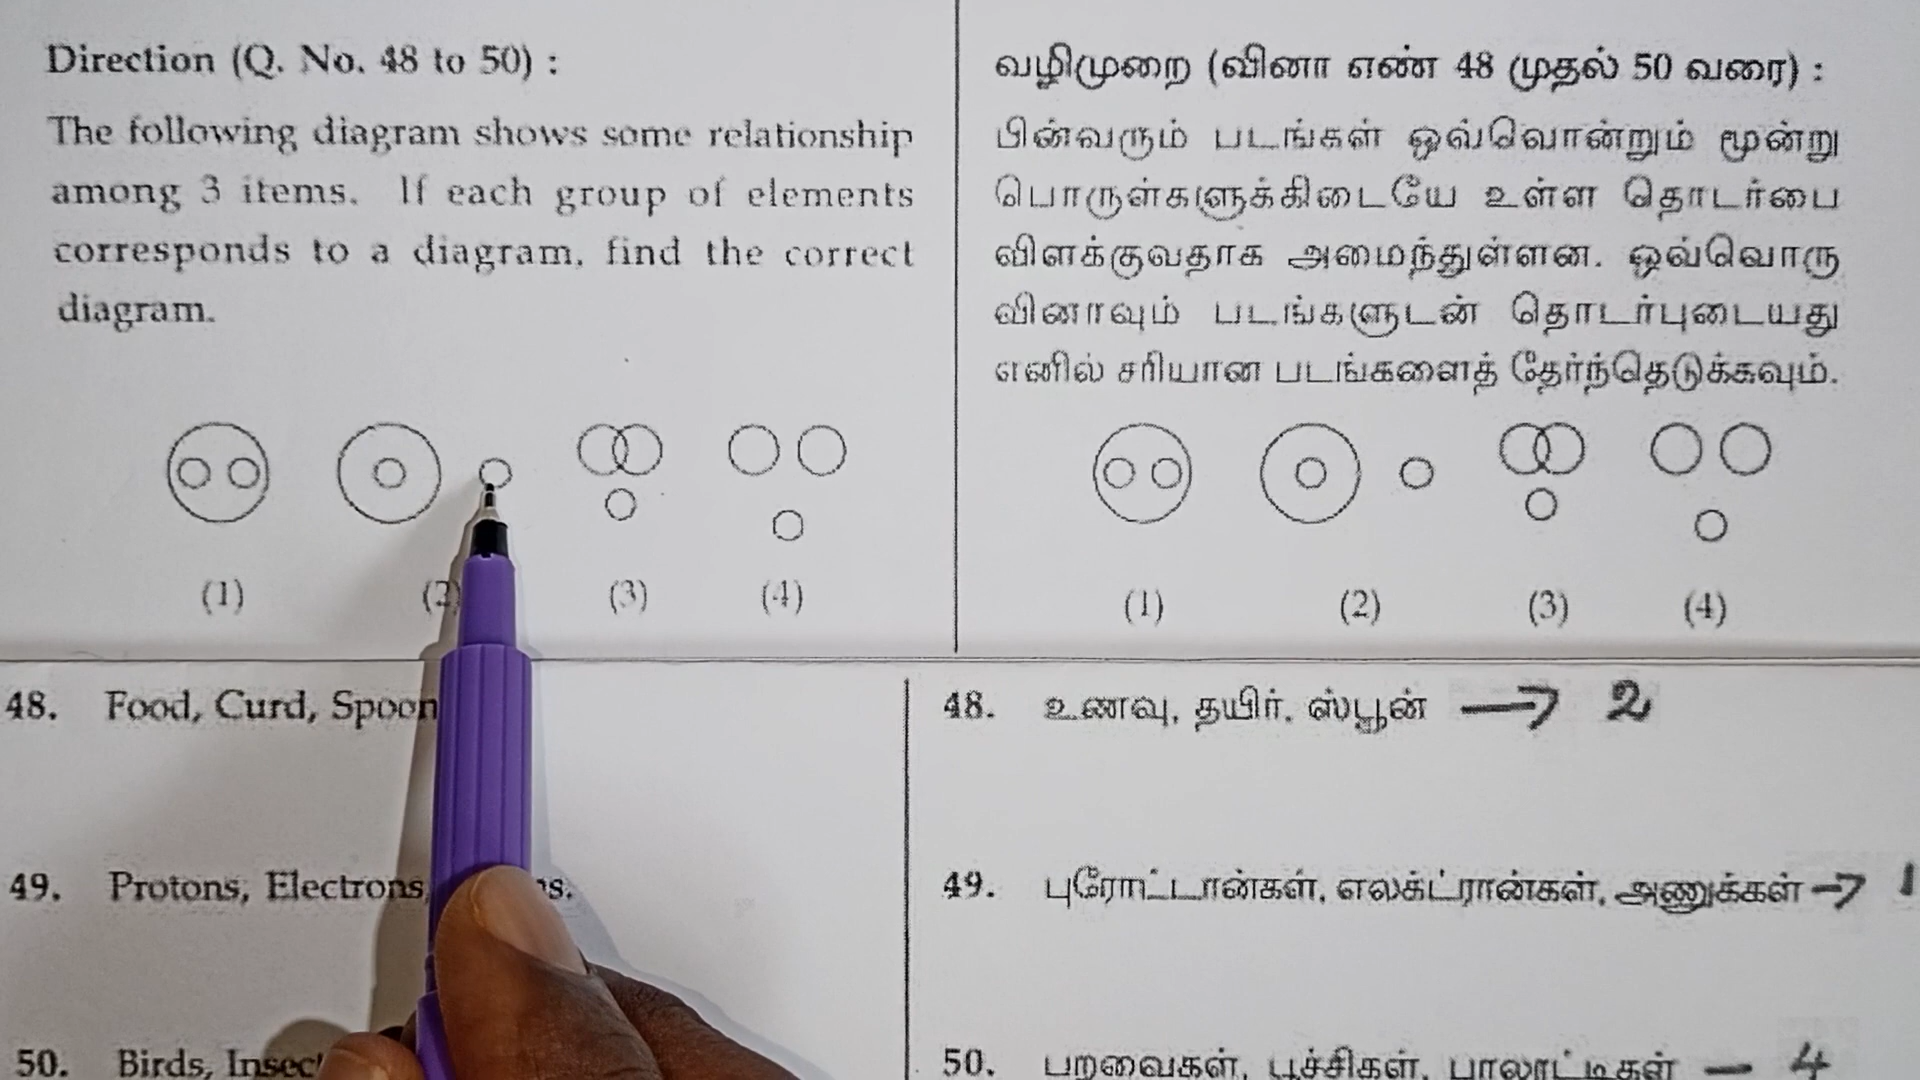 Direction (Q. No. 48 to 50) :
The following diagram shows some relationship
among 3 items. If each group of elements
corresponds to a diagram, find the correct
diagram.
(1) (2) (3) (4)
48. Food, Curd, Spoon
49. Protons, Electrons,
50. Birds,
வழிமுறை (வினா எண் 48 முதல் 50 வரை) :
பின்வரும் படங்கள் ஒவ்வொன்றும் மூன்று
பொருள்களுக்கிடையே உள்ள தொடர்பை
விளக்குவதாக அமைந்துள்ளன. ஒவ்வொரு
வினாவும் படங்களுடன் தொடர்புடையது
எனில் சரியான படங்களைத் தேர்ந்தெடுக்கவும்.
(1) (2) (3) (4)
48. உணவு, தயிர், ஸ்பூன் → 2
49. புரோட்டான்கள், எலக்ட்ரான்கள், அணுக்கள் → 1
50. பறவைகள், பூச்சிகள், பாலூட்டிகள் – 4